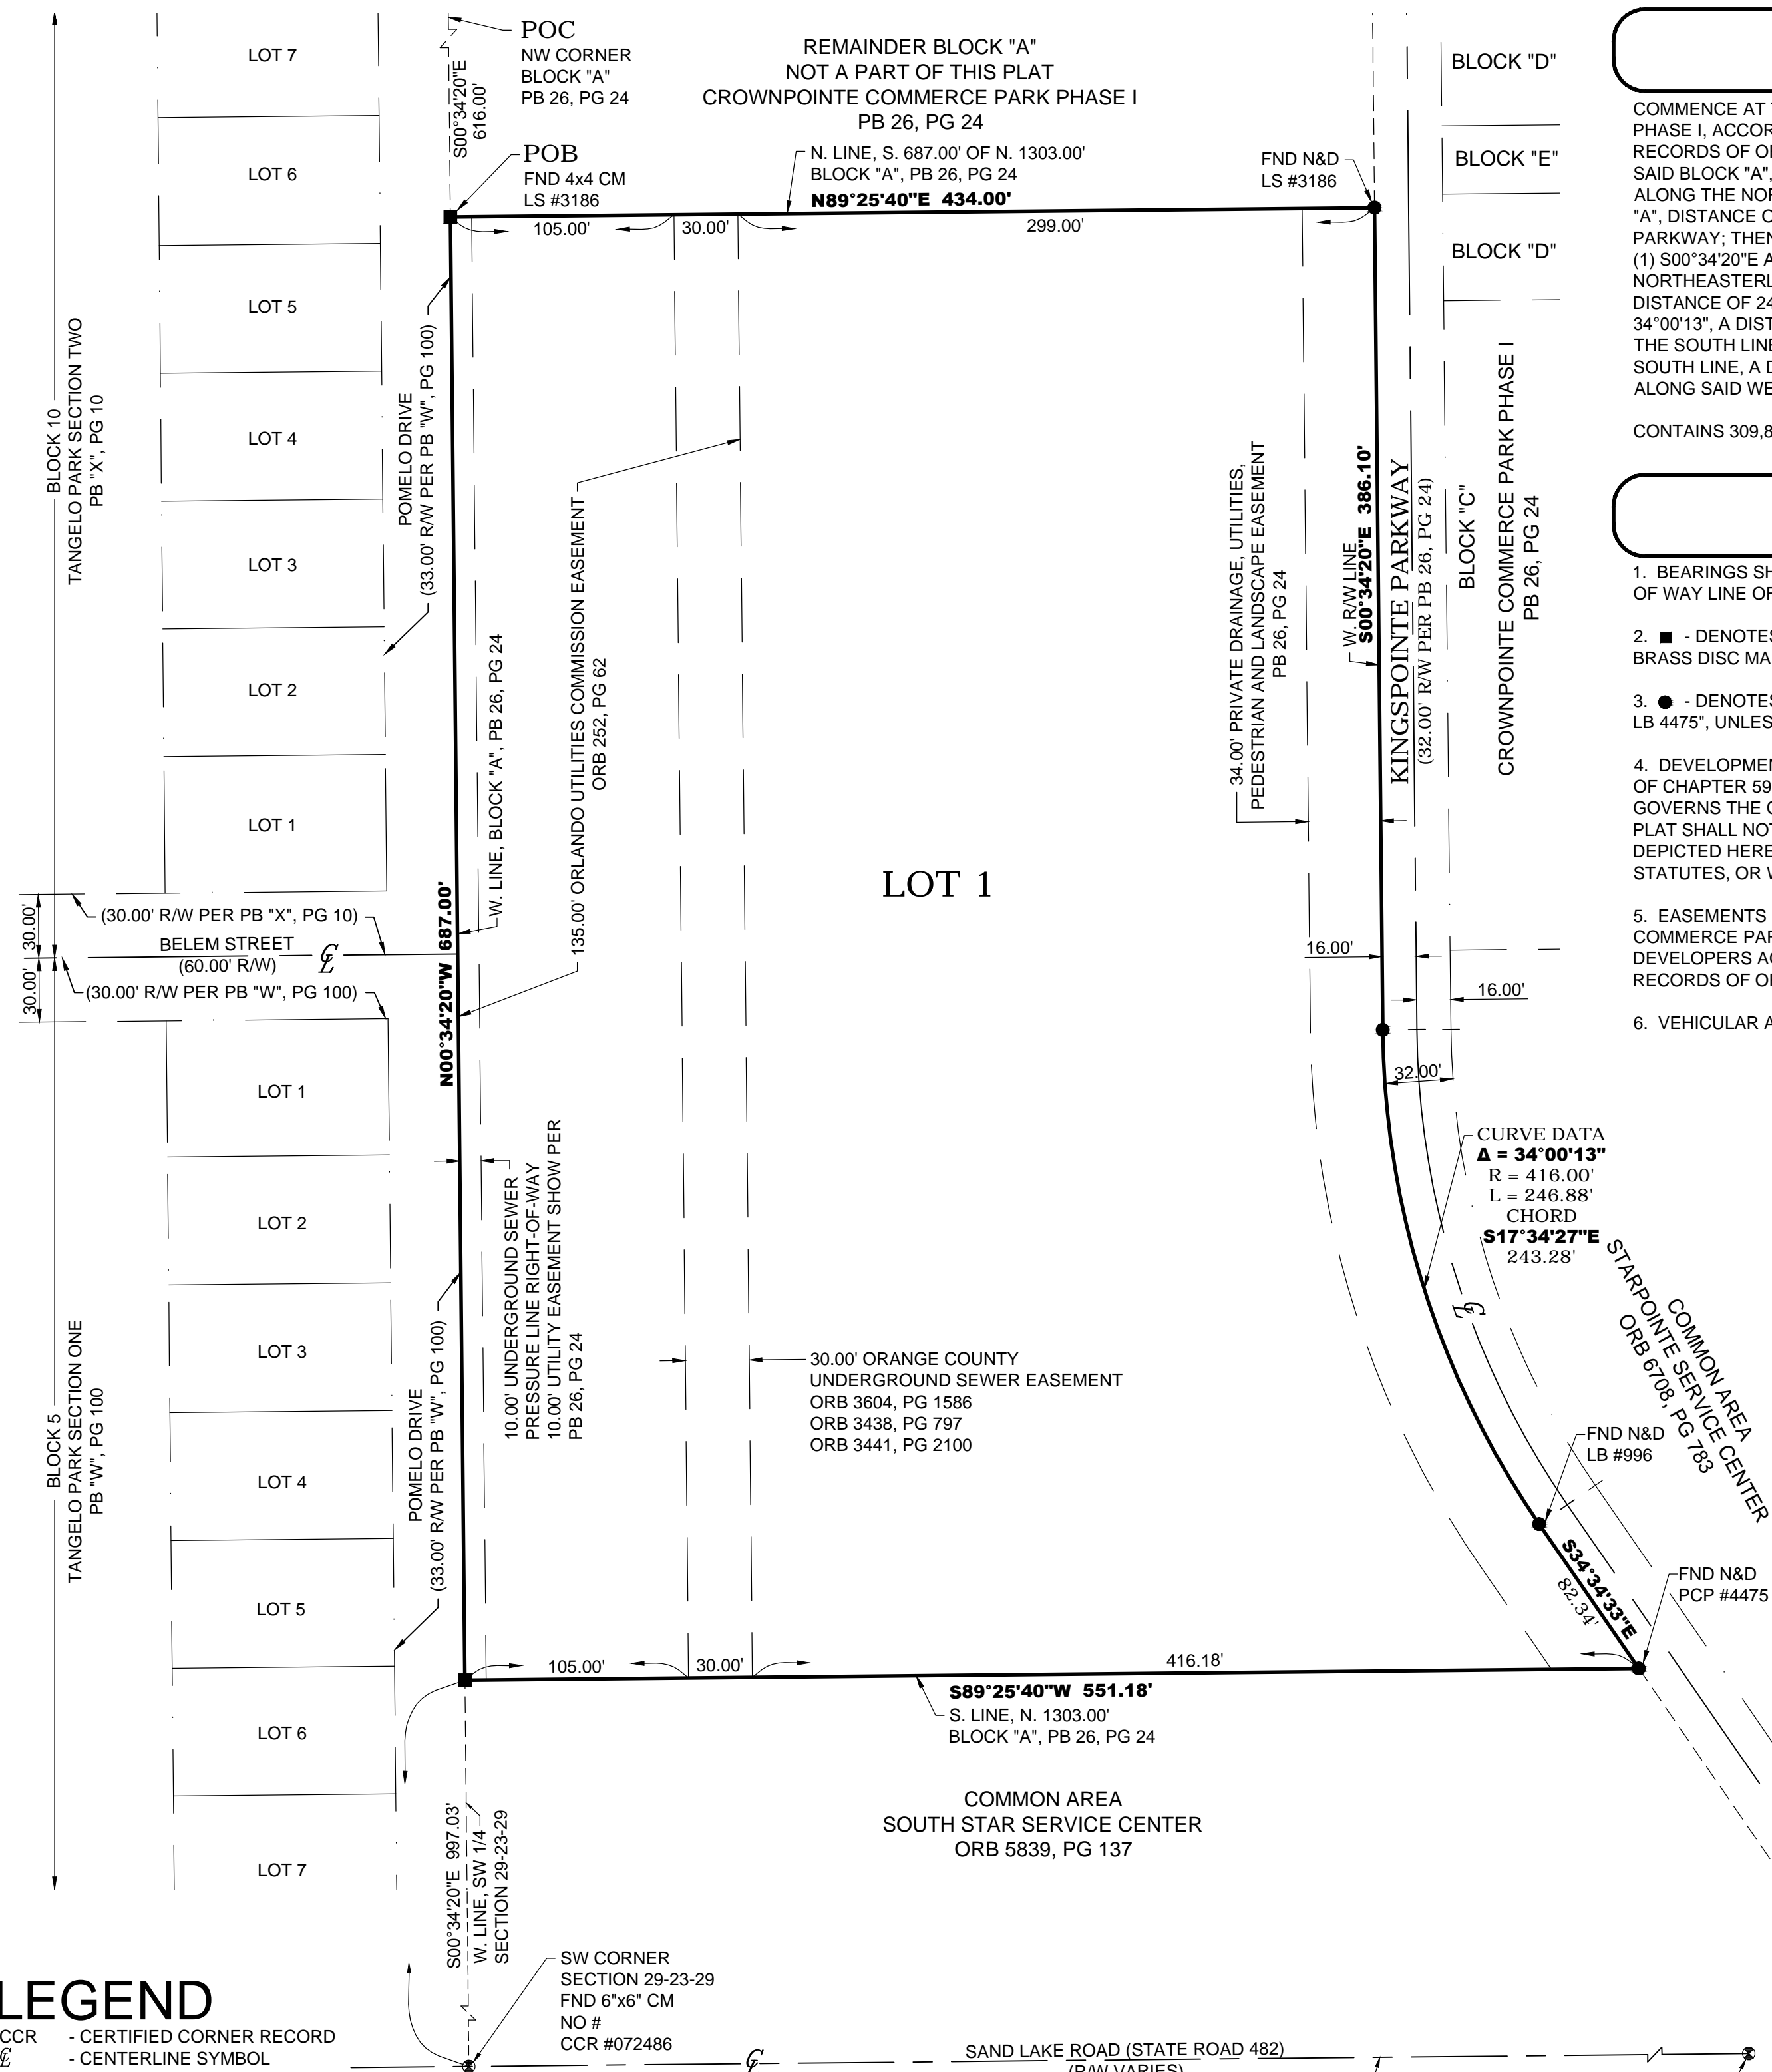 POC
NW CORNER
BLOCK "A"
PB 26, PG 24
S00°34'20"E
616.00'
REMAINDER BLOCK "A"
NOT A PART OF THIS PLAT
CROWNPOINTE COMMERCE PARK PHASE I
PB 26, PG 24
POB
FND 4x4 CM
LS #3186
N. LINE, S. 687.00' OF N. 1303.00'
BLOCK "A", PB 26, PG 24
N89°25'40"E 434.00'
105.00'
30.00'
299.00'
FND N&D
LS #3186
BLOCK "D"
BLOCK "E"
BLOCK "D"
LOT 7
LOT 6
LOT 5
LOT 4
LOT 3
LOT 2
LOT 1
BLOCK 10
TANGELO PARK SECTION TWO
PB "X", PG 10
POMELO DRIVE
(33.00' R/W PER PB "W", PG 100)
W. LINE, BLOCK "A", PB 26, PG 24
135.00' ORLANDO UTILITIES COMISSION EASEMENT
ORB 252, PG 62
N00°34'20"W 687.00'
34.00' PRIVATE DRAINAGE, UTILITIES,
PEDESTRIAN AND LANDSCAPE EASEMENT
PB 26, PG 24
W. R/W LINE
S00°34'20"E 386.10'
KINGSPOINTE PARKWAY
(32.00' R/W PER PB 26, PG 24)
BLOCK "C"
CROWNPOINTE COMMERCE PARK PHASE I
PB 26, PG 24
LOT 1
30.00'
30.00'
(30.00' R/W PER PB "X", PG 10)
BELEM STREET
(60.00' R/W)
(30.00' R/W PER PB "W", PG 100)
16.00'
16.00'
32.00'
LOT 1
LOT 2
LOT 3
LOT 4
LOT 5
LOT 6
LOT 7
BLOCK 5
TANGELO PARK SECTION ONE
PB "W", PG 100
POMELO DRIVE
(33.00' R/W PER PB "W", PG 100)
10.00' UNDERGROUND SEWER
PRESSURE LINE RIGHT-OF-WAY
10.00' UTILITY EASEMENT SHOW PER
PB 26, PG 24
30.00' ORANGE COUNTY
UNDERGROUND SEWER EASEMENT
ORB 3604, PG 1586
ORB 3438, PG 797
ORB 3441, PG 2100
CURVE DATA
Δ = 34°00'13"
R = 416.00'
L = 246.88'
CHORD
S17°34'27"E
243.28'
COMMON AREA
STARPOINTE SERVICE CENTER
ORB 6708, PG 783
FND N&D
LB #996
S34°34'33"E
82.34'
FND N&D
PCP #4475
105.00'
30.00'
416.18'
S89°25'40"W 551.18'
S. LINE, N. 1303.00'
BLOCK "A", PB 26, PG 24
COMMON AREA
SOUTH STAR SERVICE CENTER
ORB 5839, PG 137
S00°34'20"E 997.03'
W. LINE, SW 1/4
SECTION 29-23-29
SW CORNER
SECTION 29-23-29
FND 6"x6" CM
NO #
CCR #072486
SAND LAKE ROAD (STATE ROAD 482)
(R/W VARIES)
LEGEND
CCR - CERTIFIED CORNER RECORD
℄ - CENTERLINE SYMBOL
COMMENCE AT
PHASE I, ACCOR
RECORDS OF
SAID BLOCK "A",
ALONG THE NOR
"A", DISTANCE O
PARKWAY; THEN
(1) S00°34'20"E A
NORTHEASTERL
DISTANCE OF 24
34°00'13", A DIST
THE SOUTH LINE
SOUTH LINE, A D
ALONG SAID WE
CONTAINS 309,8
1. BEARINGS SH
OF WAY LINE OF
2. ■ - DENOTES
BRASS DISC MA
3. ● - DENOTES
LB 4475", UNLES
4. DEVELOPMEN
OF CHAPTER 59
GOVERNS THE
PLAT SHALL NOT
DEPICTED HERE
STATUTES, OR
5. EASEMENTS
COMMERCE PAR
DEVELOPERS A
RECORDS OF
6. VEHICULAR A